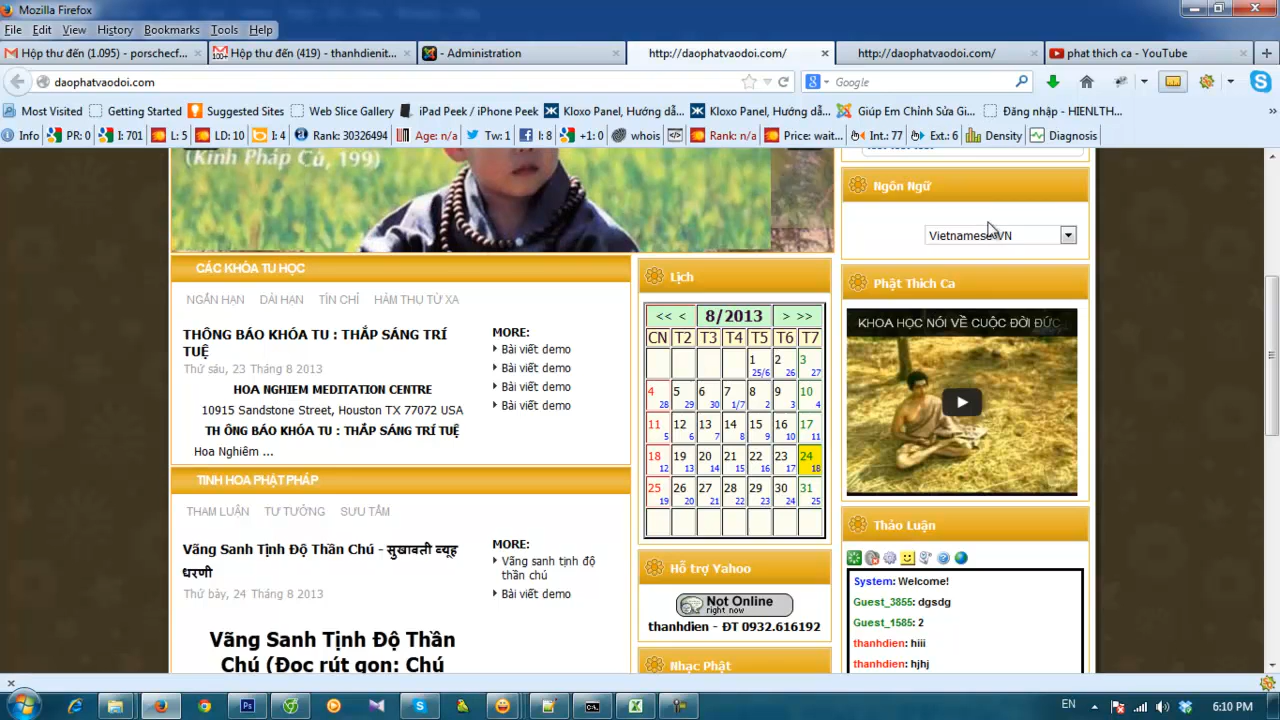 Mozilla Firefox
File Edit View History Bookmarks Tools Help
Hộp thư đến (1.095) - porschecf...
Hộp thư đến (419) - thanhdienit...
- Administration
http://daophatvaodoi.com/
http://daophatvaodoi.com/
phat thich ca - YouTube
daophatvaodoi.com
Google
Most Visited Getting Started Suggested Sites Web Slice Gallery iPad Peek / iPhone Peek Kloxo Panel, Hướng dẫ... Kloxo Panel, Hướng dẫ... Giúp Em Chỉnh Sửa Gi... Đăng nhập - HIENLTH...
Info PR: 0 I: 701 L: 5 LD: 10 I: 4 Rank: 30326494 Age: n/a Tw: 1 I: 8 +1: 0 whois Rank: n/a Price: wait... Int.: 77 Ext.: 6 Density Diagnosis
(Kinh Pháp Cú, 199)
CÁC KHÓA TU HỌC
NGẮN HẠN DÀI HẠN TÍN CHỈ HÀM THỤ TỪ XA
THÔNG BÁO KHÓA TU : THẮP SÁNG TRÍ
TUỆ
Thứ sáu, 23 Tháng 8 2013
HOA NGHIEM MEDITATION CENTRE
10915 Sandstone Street, Houston TX 77072 USA
TH ÔNG BÁO KHÓA TU : THẮP SÁNG TRÍ TUỆ
Hoa Nghiêm ...
MORE:
Bài viết demo
Bài viết demo
Bài viết demo
Bài viết demo
TINH HOA PHẬT PHÁP
THAM LUẬN TƯ TƯỞNG SƯU TẦM
Vãng Sanh Tịnh Độ Thần Chú - सुखावती व्यूह
धारणी
Thứ bảy, 24 Tháng 8 2013
Vãng Sanh Tịnh Độ Thần
Chú (Đọc rút gọn: Chú
MORE:
Vãng sanh tịnh độ
thần chú
Bài viết demo
Lịch
<< < 8/2013 > >>
CN T2 T3 T4 T5 T6 T7
1 2 3
25/6 26 27
4 5 6 7 8 9 10
28 29 30 1/7 2 3 4
11 12 13 14 15 16 17
5 6 7 8 9 10 11
18 19 20 21 22 23 24
12 13 14 15 16 17 18
25 26 27 28 29 30 31
19 20 21 22 23 24 25
Hỗ trợ Yahoo
Not Online
right now
thanhdien - ĐT 0932.616192
Nhạc Phật
Ngôn Ngữ
Vietnamese-VN
Phật Thích Ca
KHOA HỌC NÓI VỀ CUỘC ĐỜI ĐỨC
Thảo Luận
System: Welcome!
Guest_3855: dgsdg
Guest_1585: 2
thanhdien: hiii
thanhdien: hjhj
EN
6:10 PM